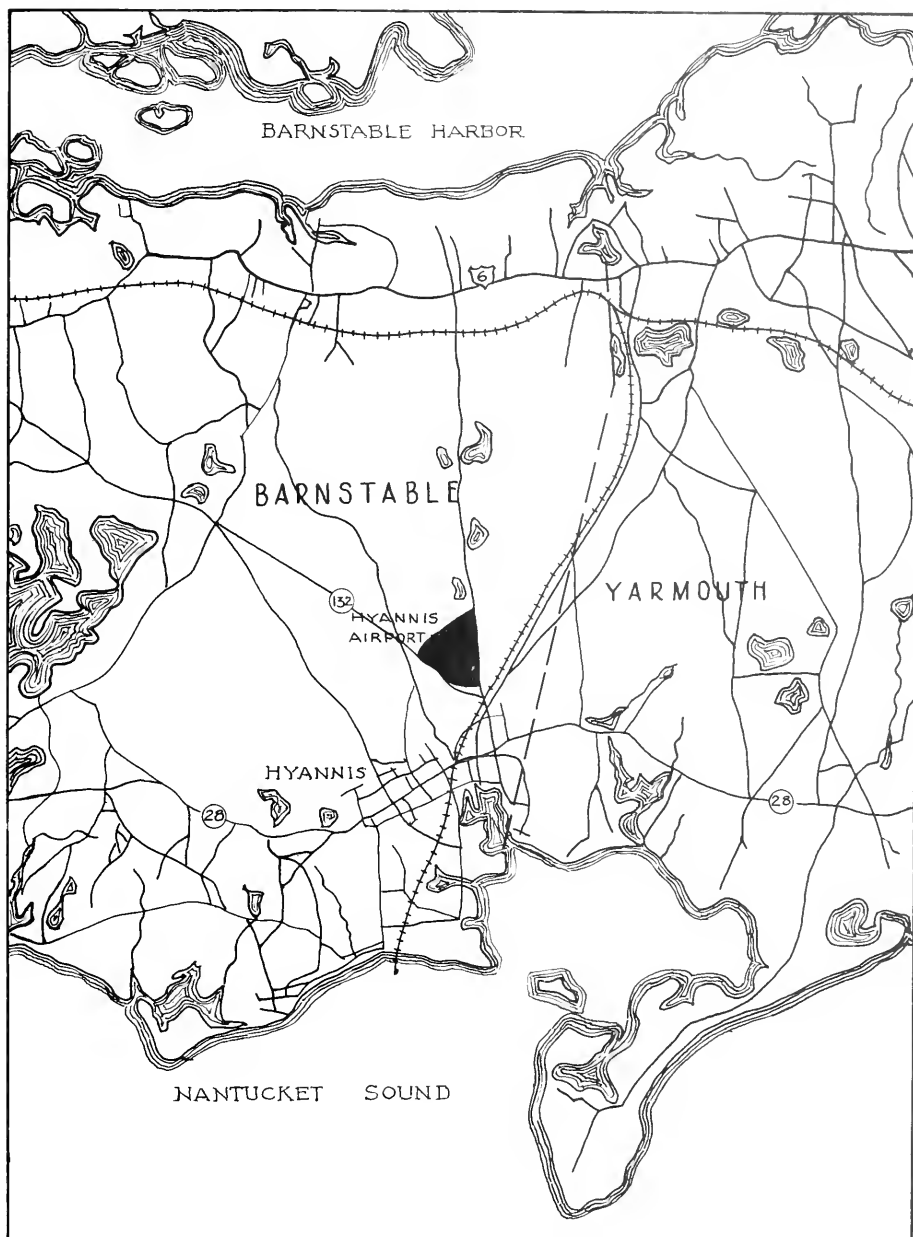 BARNSTABLE HARBOR
6
BARNSTABLE
132
HYANNIS
AIRPORT
YARMOUTH
HYANNIS
28
28
NANTUCKET SOUND